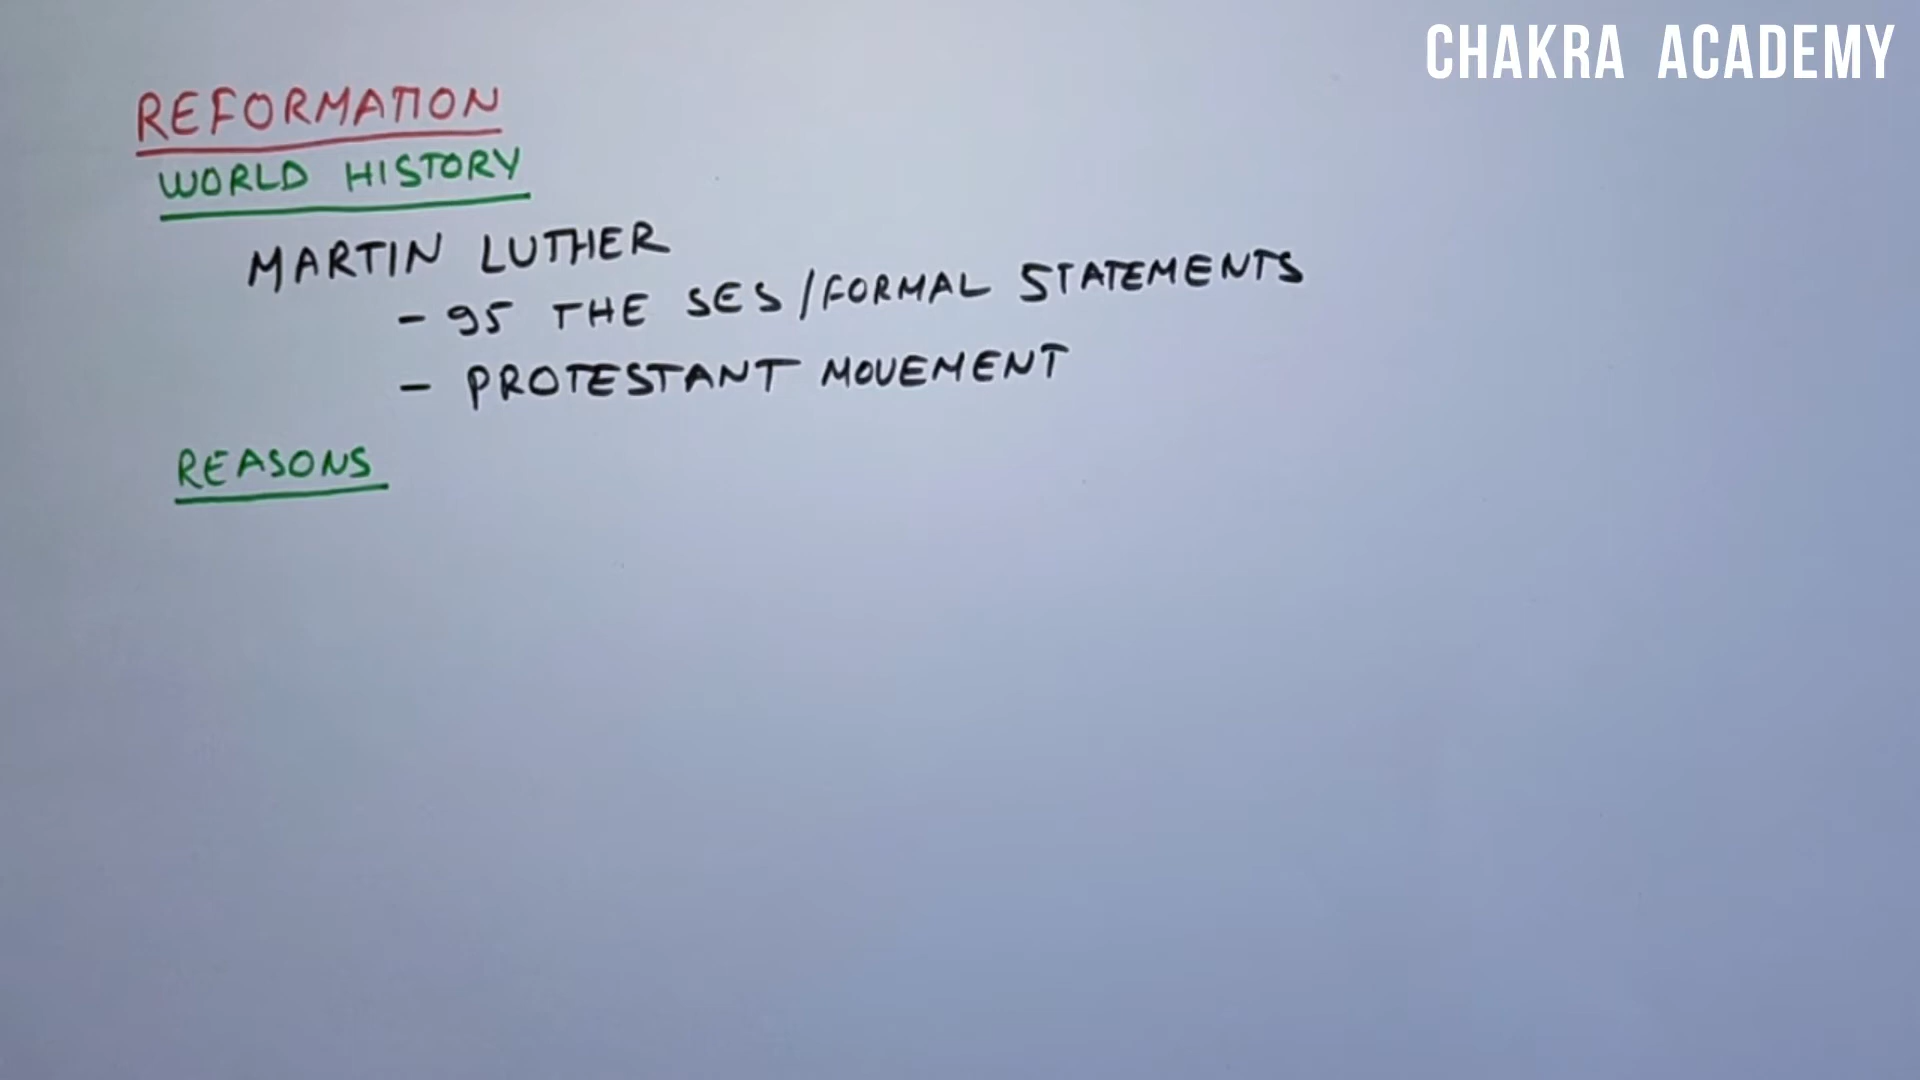 CHAKRA ACADEMY
REFORMATION
WORLD HISTORY
MARTIN LUTHER
- 95 THE SES/FORMAL STATEMENTS
- PROTESTANT MOVEMENT
REASONS